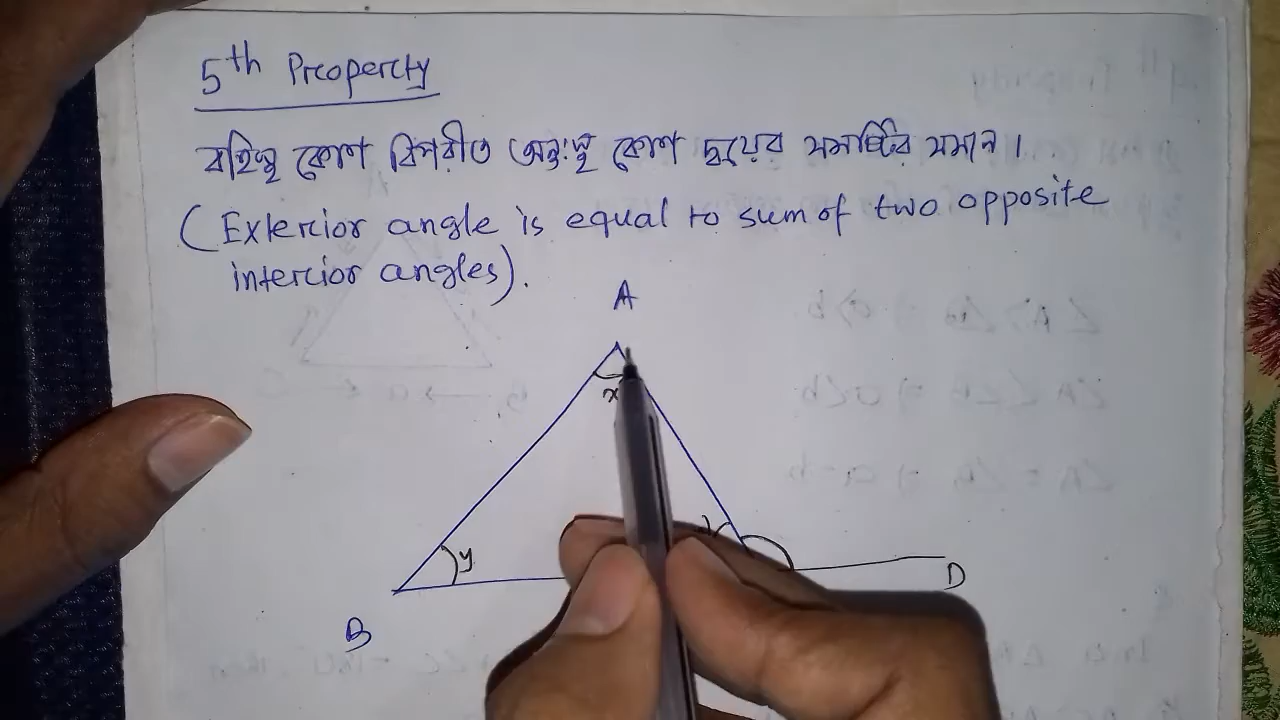 5th Property
বহিঃস্থ কোণ বিপরীত অন্তঃস্থ কোণ দ্বয়ের সমষ্টির সমান।
(Exterior angle is equal to sum of two opposite
interior angles).
A
x
y
D
B